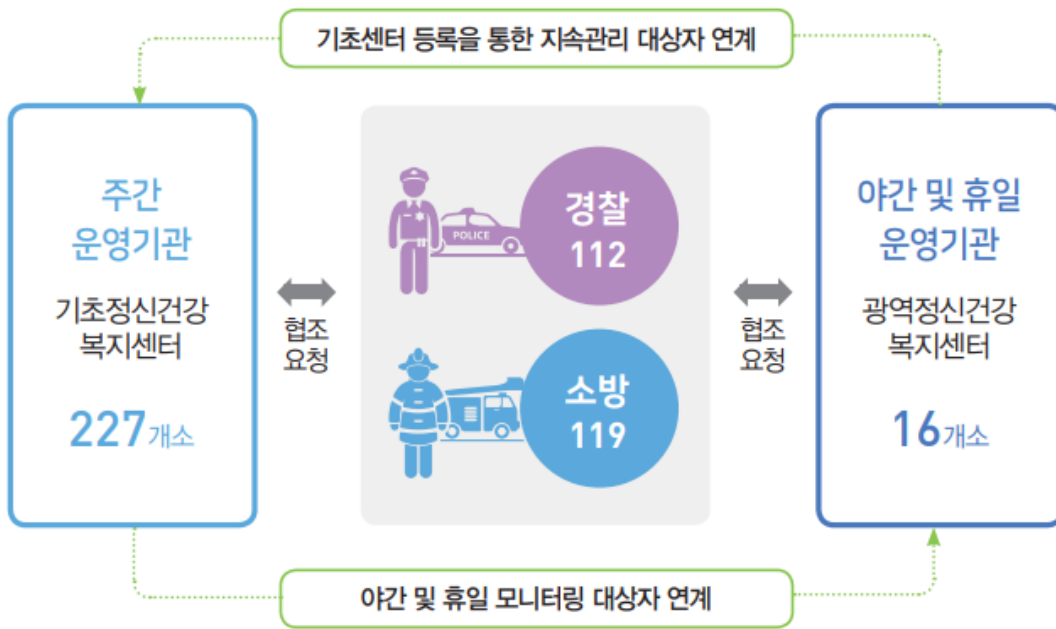 기초센터 등록을 통한 지속관리 대상자 연계
주간
운영기관
기초정신건강
복지센터
227개소
협조
요청
POLICE
경찰
112
소방
119
협조
요청
야간 및 휴일
운영기관
광역정신건강
복지센터
16개소
야간 및 휴일 모니터링 대상자 연계